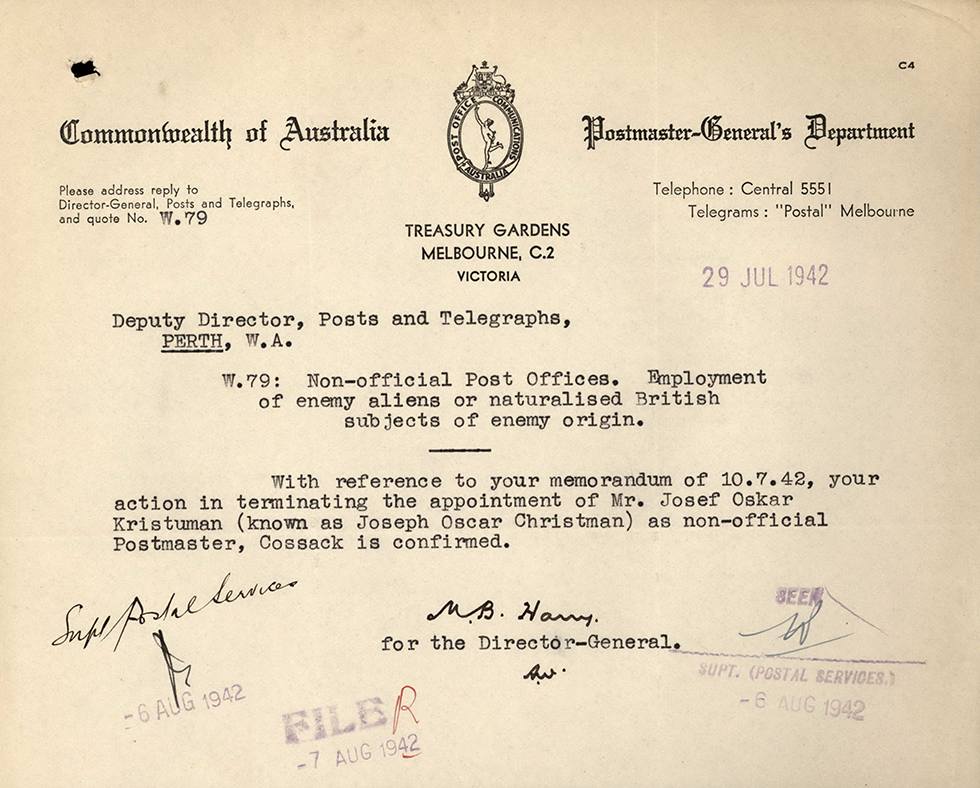 C4
Commonwealth of Australia
POST OFFICE COMMUNICATIONS
AUSTRALIA
Postmaster-General's Department
Please address reply to
Director-General, Posts and Telegraphs,
and quote No. W.79
Telephone : Central 5551
Telegrams : "Postal" Melbourne
TREASURY GARDENS
MELBOURNE, C.2
VICTORIA
29 JUL 1942
Deputy Director, Posts and Telegraphs,
PERTH, W.A.
W.79: Non-official Post Offices. Employment
of enemy aliens or naturalised British
subjects of enemy origin.
With reference to your memorandum of 10.7.42, your
action in terminating the appointment of Mr. Josef Oskar
Kristuman (known as Joseph Oscar Christman) as non-official
Postmaster, Cossack is confirmed.
Supt Postal Services
M.B. Harry.
for the Director-General.
SEEN
SUPT. (POSTAL SERVICES.)
- 6 AUG 1942
- 6 AUG 1942
FILE R
- 7 AUG 1942